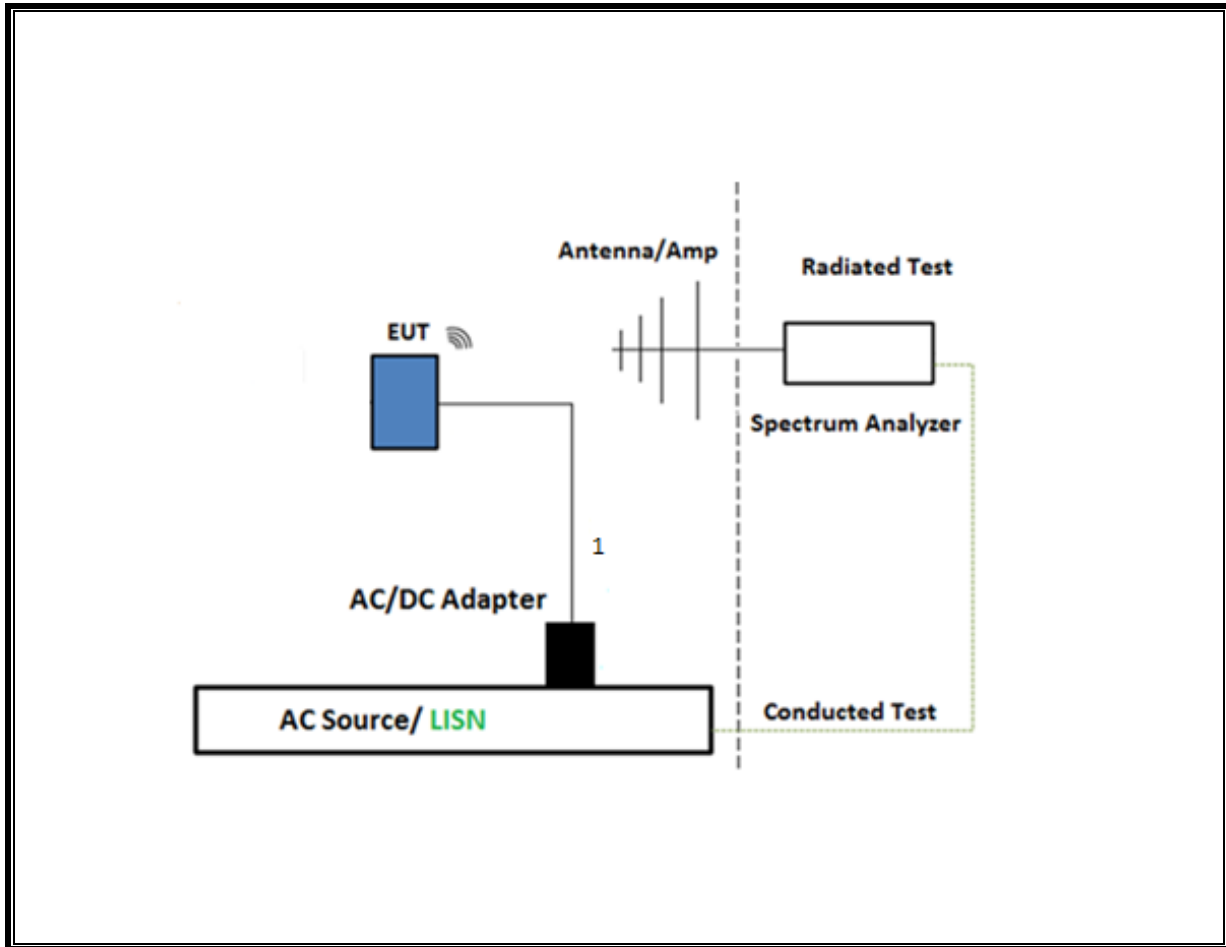 Antenna/Amp
Radiated Test
EUT
Spectrum Analyzer
1
AC/DC Adapter
AC Source/ LISN
Conducted Test